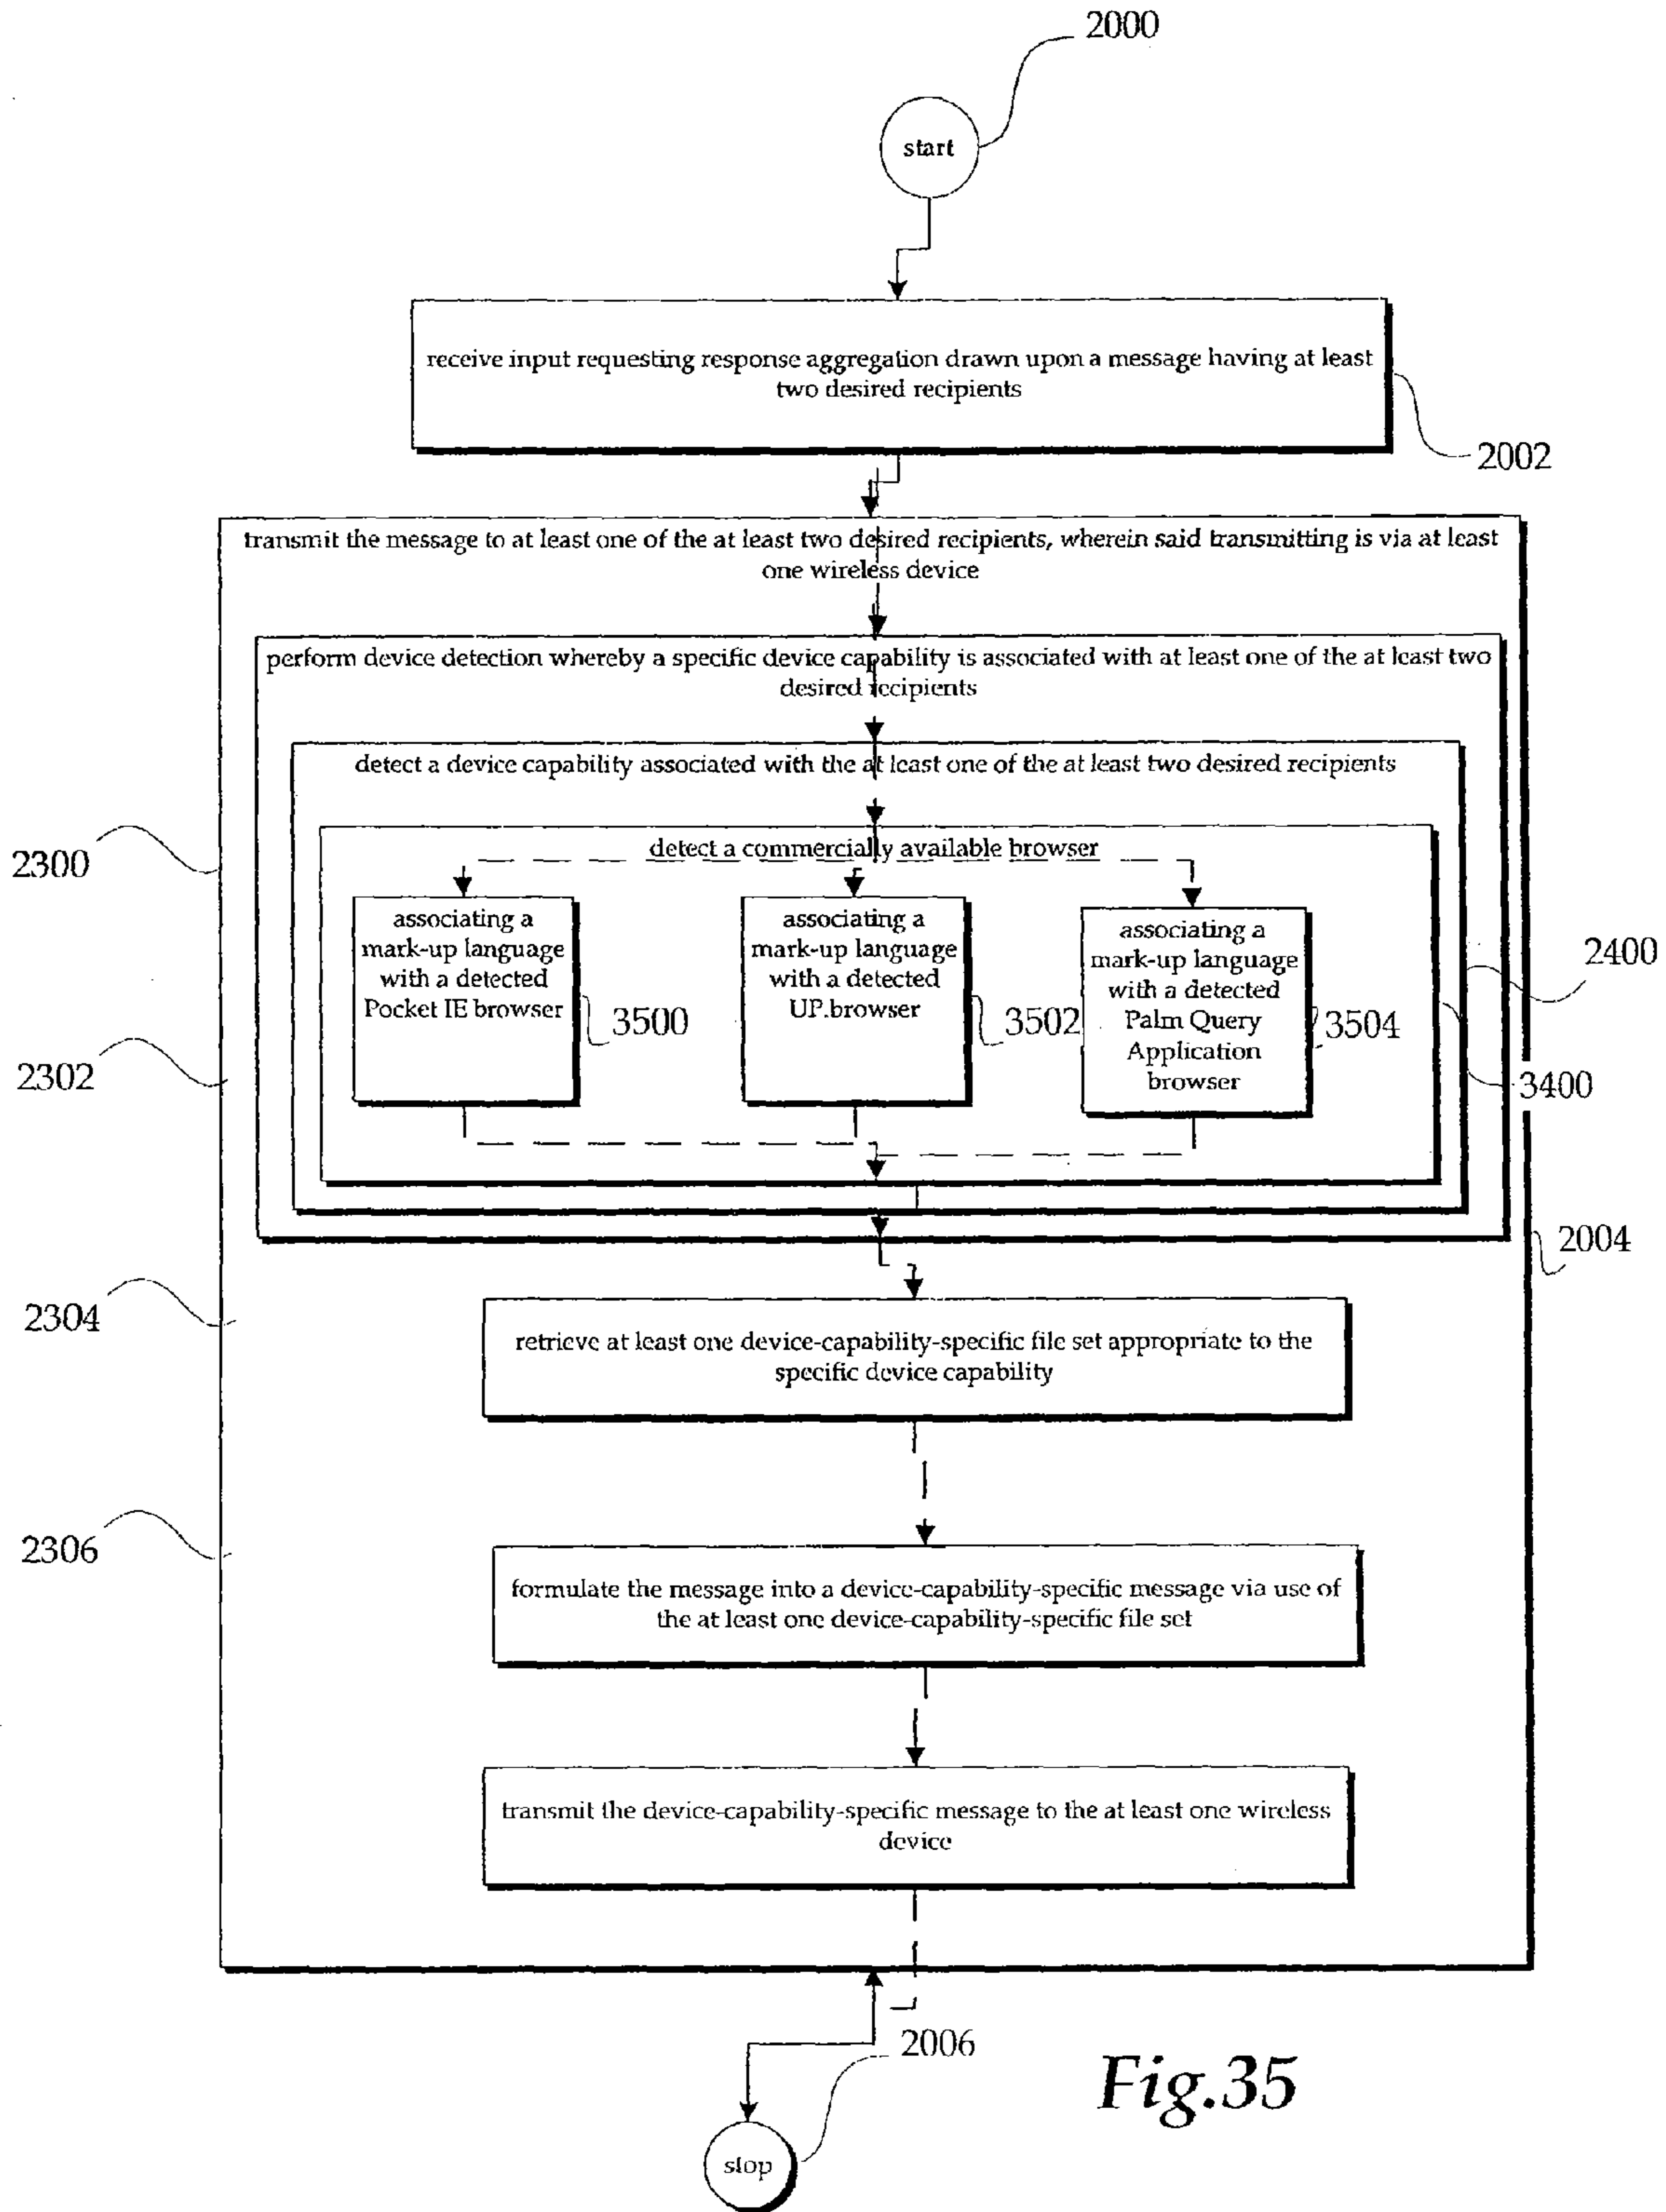 2000
start
receive input requesting response aggregation drawn upon a message having at least
two desired recipients
2002
transmit the message to at least one of the at least two desired recipients, wherein said transmitting is via at least
one wireless device
perform device detection whereby a specific device capability is associated with at least one of the at least two
desired recipients
detect a device capability associated with the at least one of the at least two desired recipients
detect a commercially available browser
2300
associating a
mark-up language
with a detected
Pocket IE browser
3500
associating a
mark-up language
with a detected
UP.browser
3502
associating a
mark-up language
with a detected
Palm Query
Application
browser
3504
2400
2302
3400
2004
2304
retrieve at least one device-capability-specific file set appropriate to the
specific device capability
2306
formulate the message into a device-capability-specific message via use of
the at least one device-capability-specific file set
transmit the device-capability-specific message to the at least one wireless
device
2006
stop
Fig.35